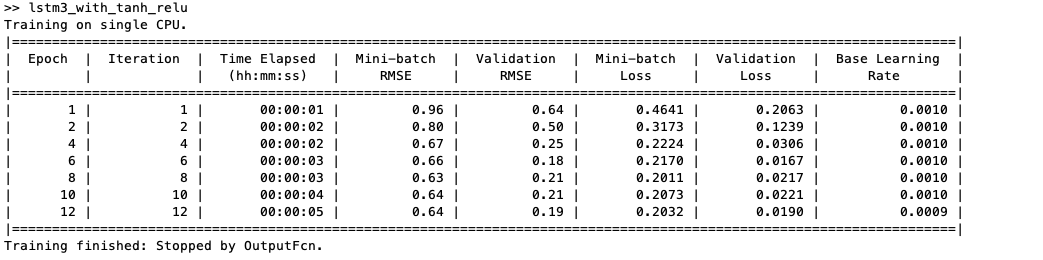 >> lstm3_with_tanh_relu
Training on single CPU.
|======================================================================================================================|
| Epoch | Iteration | Time Elapsed | Mini-batch | Validation | Mini-batch | Validation | Base Learning |
| | | (hh:mm:ss) | RMSE | RMSE | Loss | Loss | Rate |
|======================================================================================================================|
| 1 | 1 | 00:00:01 | 0.96 | 0.64 | 0.4641 | 0.2063 | 0.0010 |
| 2 | 2 | 00:00:02 | 0.80 | 0.50 | 0.3173 | 0.1239 | 0.0010 |
| 4 | 4 | 00:00:02 | 0.67 | 0.25 | 0.2224 | 0.0306 | 0.0010 |
| 6 | 6 | 00:00:03 | 0.66 | 0.18 | 0.2170 | 0.0167 | 0.0010 |
| 8 | 8 | 00:00:03 | 0.63 | 0.21 | 0.2011 | 0.0217 | 0.0010 |
| 10 | 10 | 00:00:04 | 0.64 | 0.21 | 0.2073 | 0.0221 | 0.0010 |
| 12 | 12 | 00:00:05 | 0.64 | 0.19 | 0.2032 | 0.0190 | 0.0009 |
|======================================================================================================================|
Training finished: Stopped by OutputFcn.